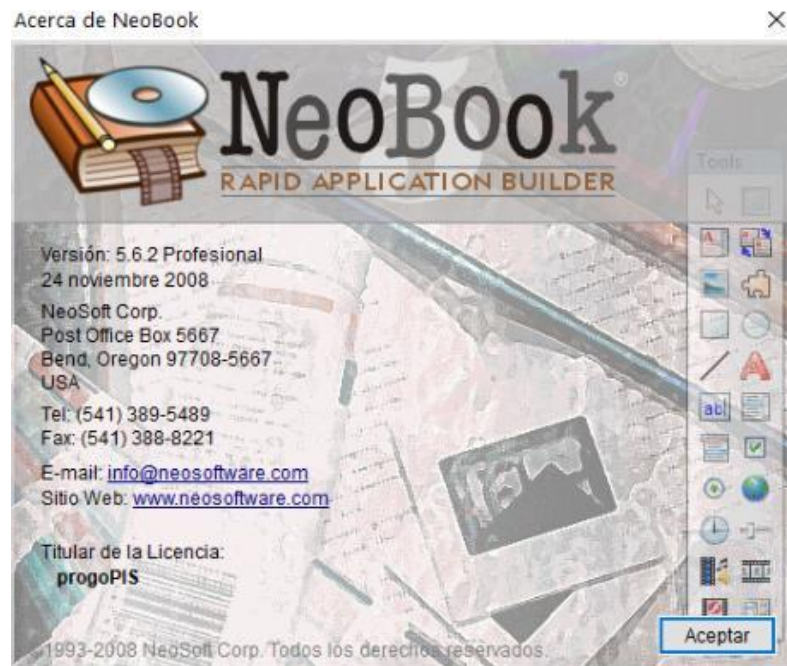 Acerca de NeoBook
NeoBook®
RAPID APPLICATION BUILDER
Tools
Versión: 5.6.2 Profesional
24 noviembre 2008
NeoSoft Corp.
Post Office Box 5667
Bend, Oregon 97708-5667
USA
Tel: (541) 389-5489
Fax: (541) 388-8221
E-mail: info@neosoftware.com
Sitio Web: www.neosoftware.com
Titular de la Licencia:
progoPIS
©1993-2008 NeoSoft Corp. Todos los derechos reservados.
Aceptar